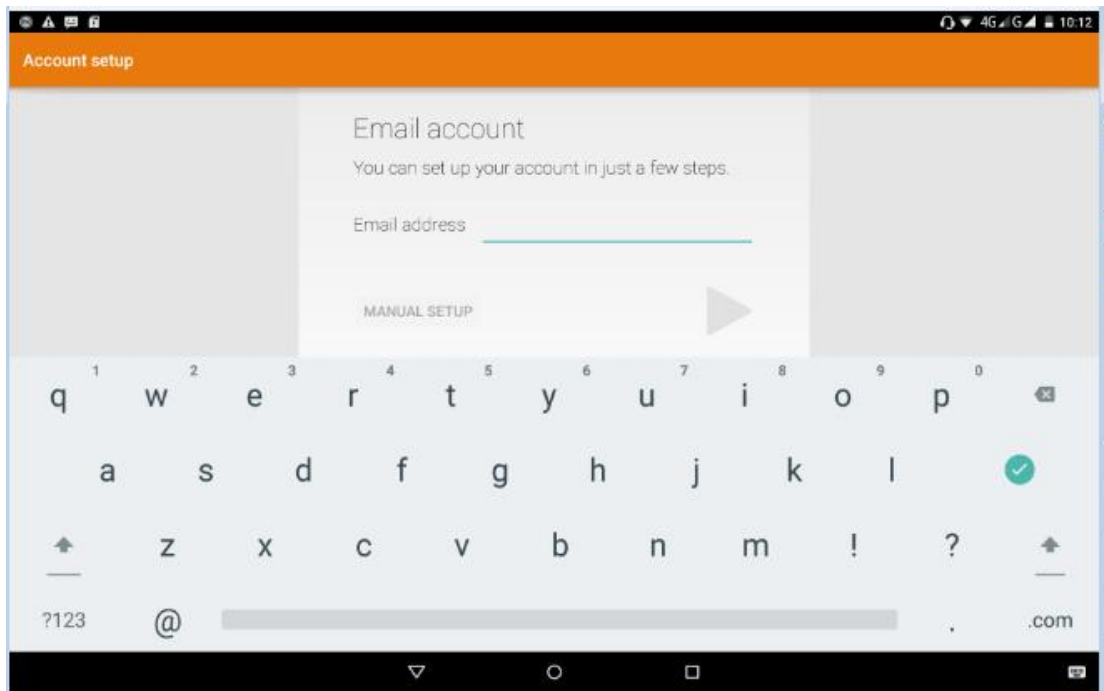 4G G 10:12
Account setup
Email account
You can set up your account in just a few steps.
Email address
MANUAL SETUP
1 2 3 4 5 6 7 8 9 0
q w e r t y u i o p
a s d f g h j k l
z x c v b n m ! ?
?123 @ . .com